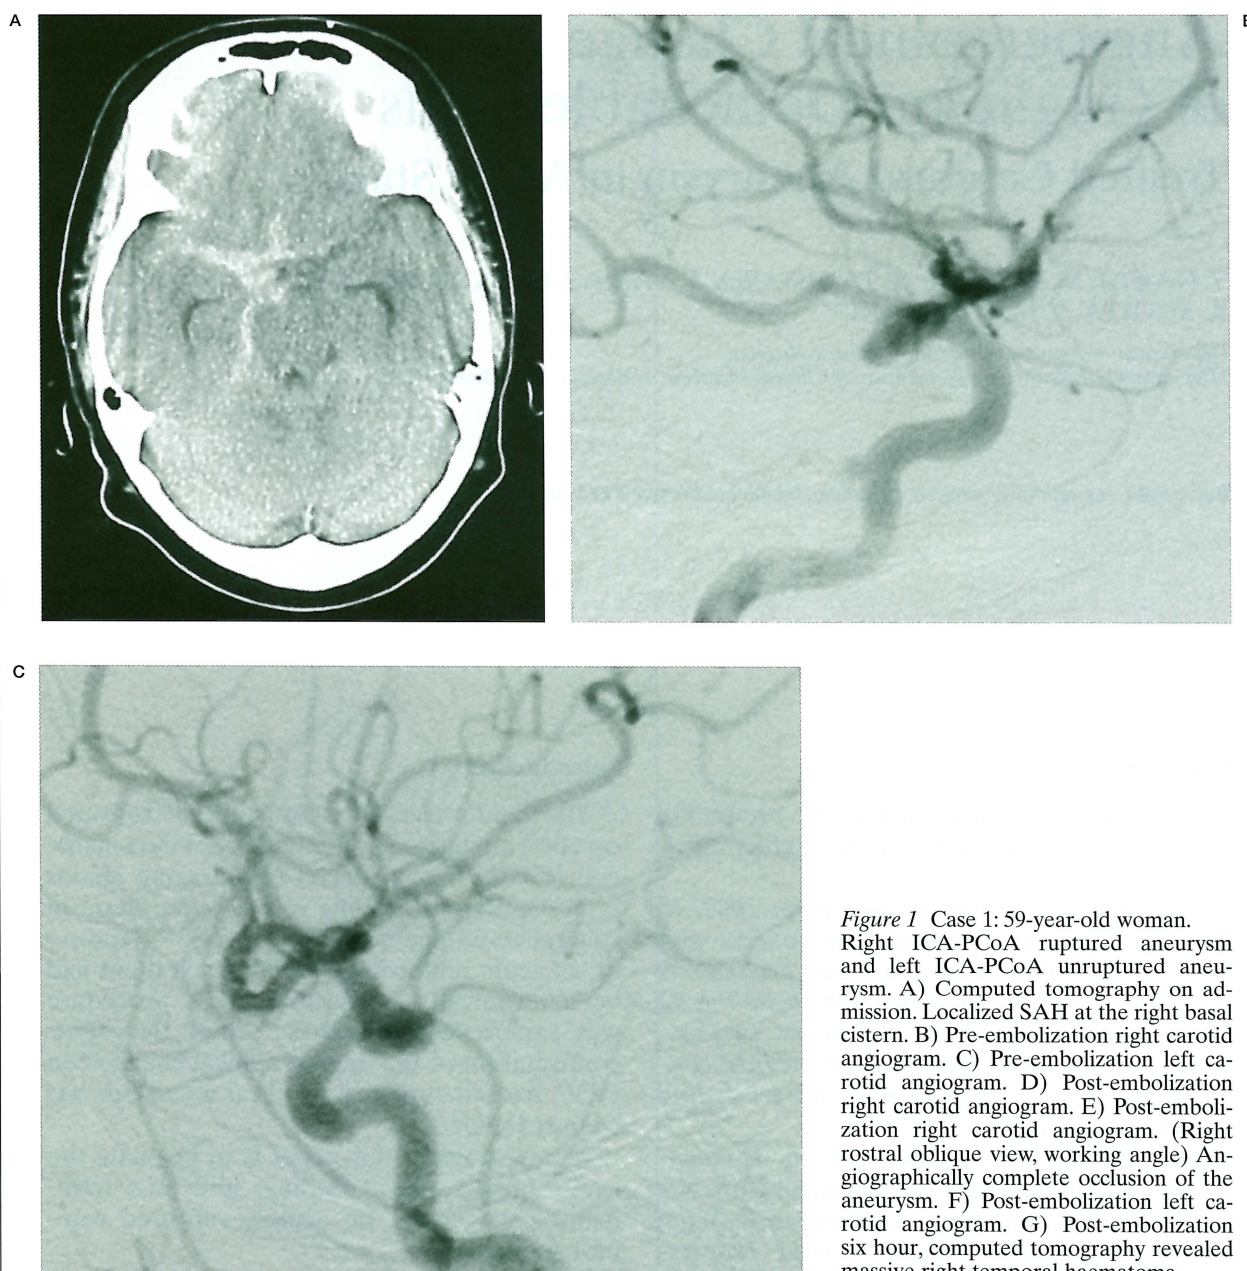 A
B
C
Figure 1 Case 1: 59-year-old woman.
Right ICA-PCoA ruptured aneurysm
and left ICA-PCoA unruptured aneu-
rysm. A) Computed tomography on ad-
mission. Localized SAH at the right basal
cistern. B) Pre-embolization right carotid
angiogram. C) Pre-embolization left ca-
rotid angiogram. D) Post-embolization
right carotid angiogram. E) Post-emboli-
zation right carotid angiogram. (Right
rostral oblique view, working angle) An-
giographically complete occlusion of the
aneurysm. F) Post-embolization left ca-
rotid angiogram. G) Post-embolization
six hour, computed tomography revealed
massive right temporal haematoma.